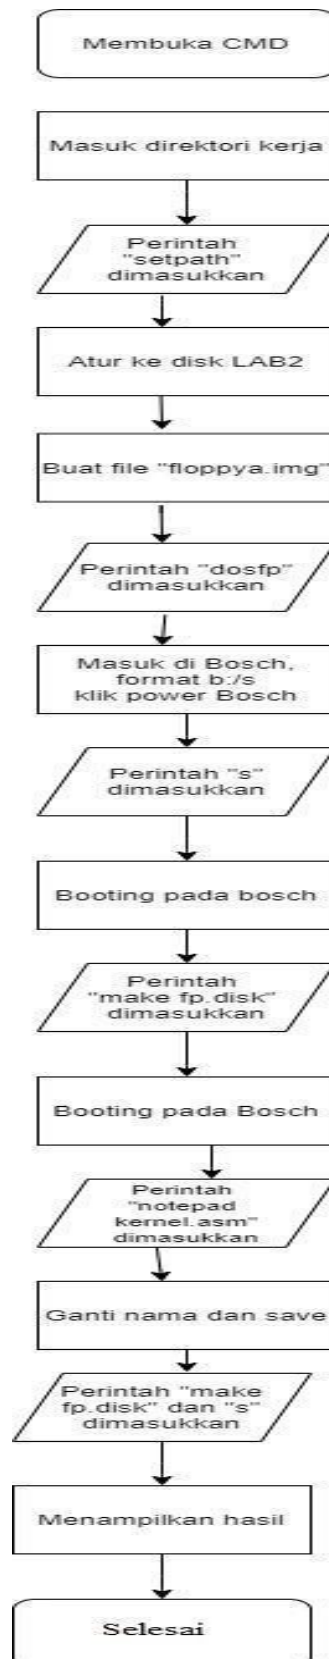 Membuka CMD
Masuk direktori kerja
Perintah
"setpath"
dimasukkan
Atur ke disk LAB2
Buat file "floppya.img"
Perintah "dosfp"
dimasukkan
Masuk di Bosch,
format b:/s
klik power Bosch
Perintah "s"
dimasukkan
Booting pada bosch
Perintah
"make fp.disk"
dimasukkan
Booting pada Bosch
Perintah
"notepad
kernel.asm"
dimasukkan
Ganti nama dan save
Perintah "make
fp.disk" dan "s"
dimasukkan
Menampilkan hasil
Selesai